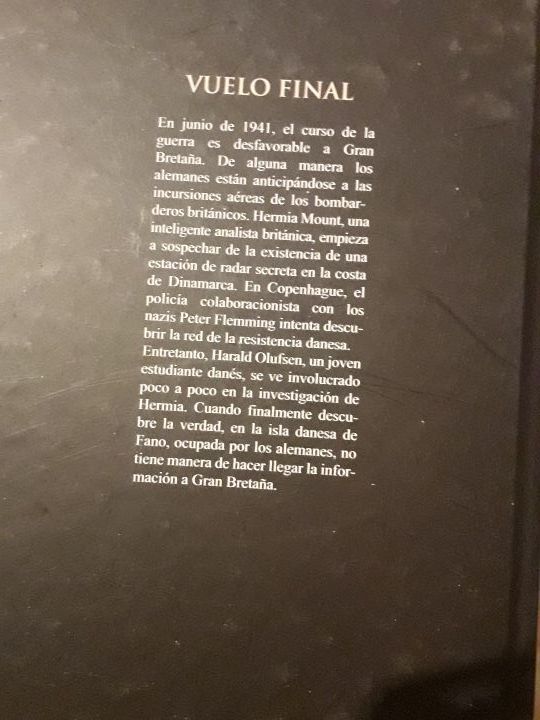 VUELO FINAL
En junio de 1941, el curso de la
guerra es desfavorable a Gran
Bretaña. De alguna manera los
alemanes están anticipándose a las
incursiones aéreas de los bombar-
deros británicos. Hermia Mount, una
inteligente analista británica, empieza
a sospechar de la existencia de una
estación de radar secreta en la costa
de Dinamarca. En Copenhague, el
policía colaboracionista con los
nazis Peter Flemming intenta descu-
brir la red de la resistencia danesa.
Entretanto, Harald Olufsen, un joven
estudiante danés, se ve involucrado
poco a poco en la investigación de
Hermia. Cuando finalmente descu-
bre la verdad, en la isla danesa de
Fano, ocupada por los alemanes, no
tiene manera de hacer llegar la infor-
mación a Gran Bretaña.